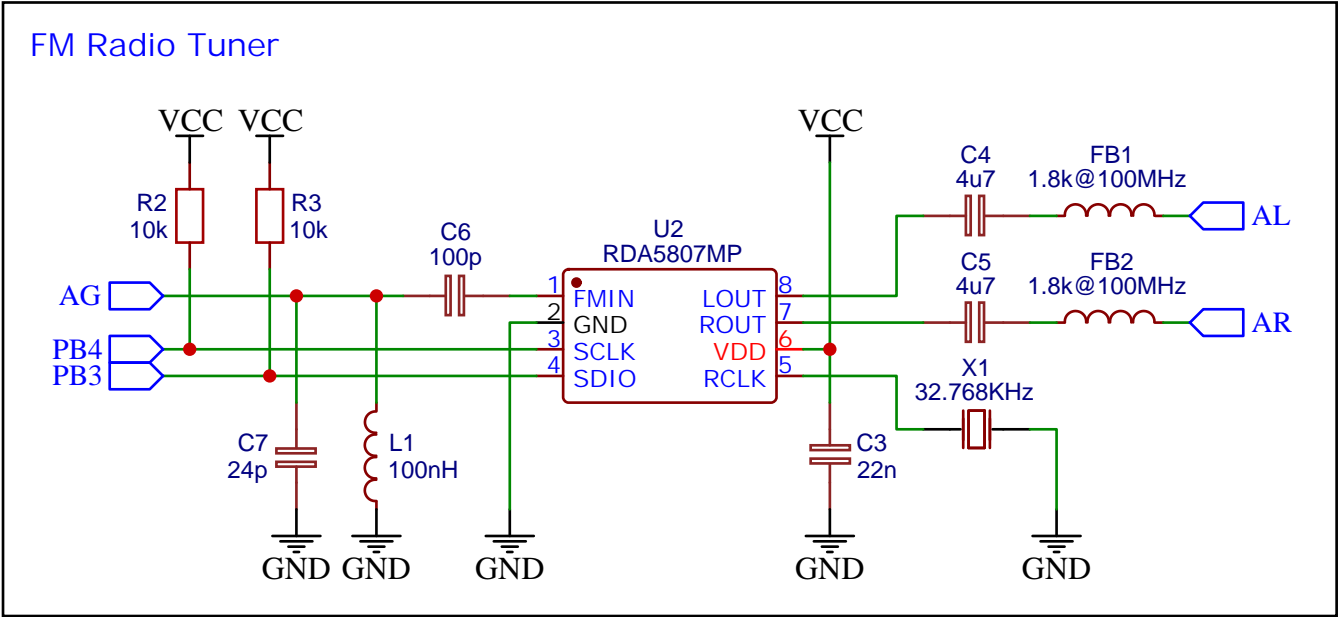 FM Radio Tuner
VCC VCC
VCC
R2
10k
R3
10k
C6
100p
U2
RDA5807MP
C4
4u7
FB1
1.8k@100MHz
AL
C5
4u7
FB2
1.8k@100MHz
AR
AG
PB4
PB3
1 FMIN
2 GND
3 SCLK
4 SDIO
LOUT 8
ROUT 7
VDD 6
RCLK 5
X1
32.768KHz
C7
24p
L1
100nH
C3
22n
GND GND GND GND GND